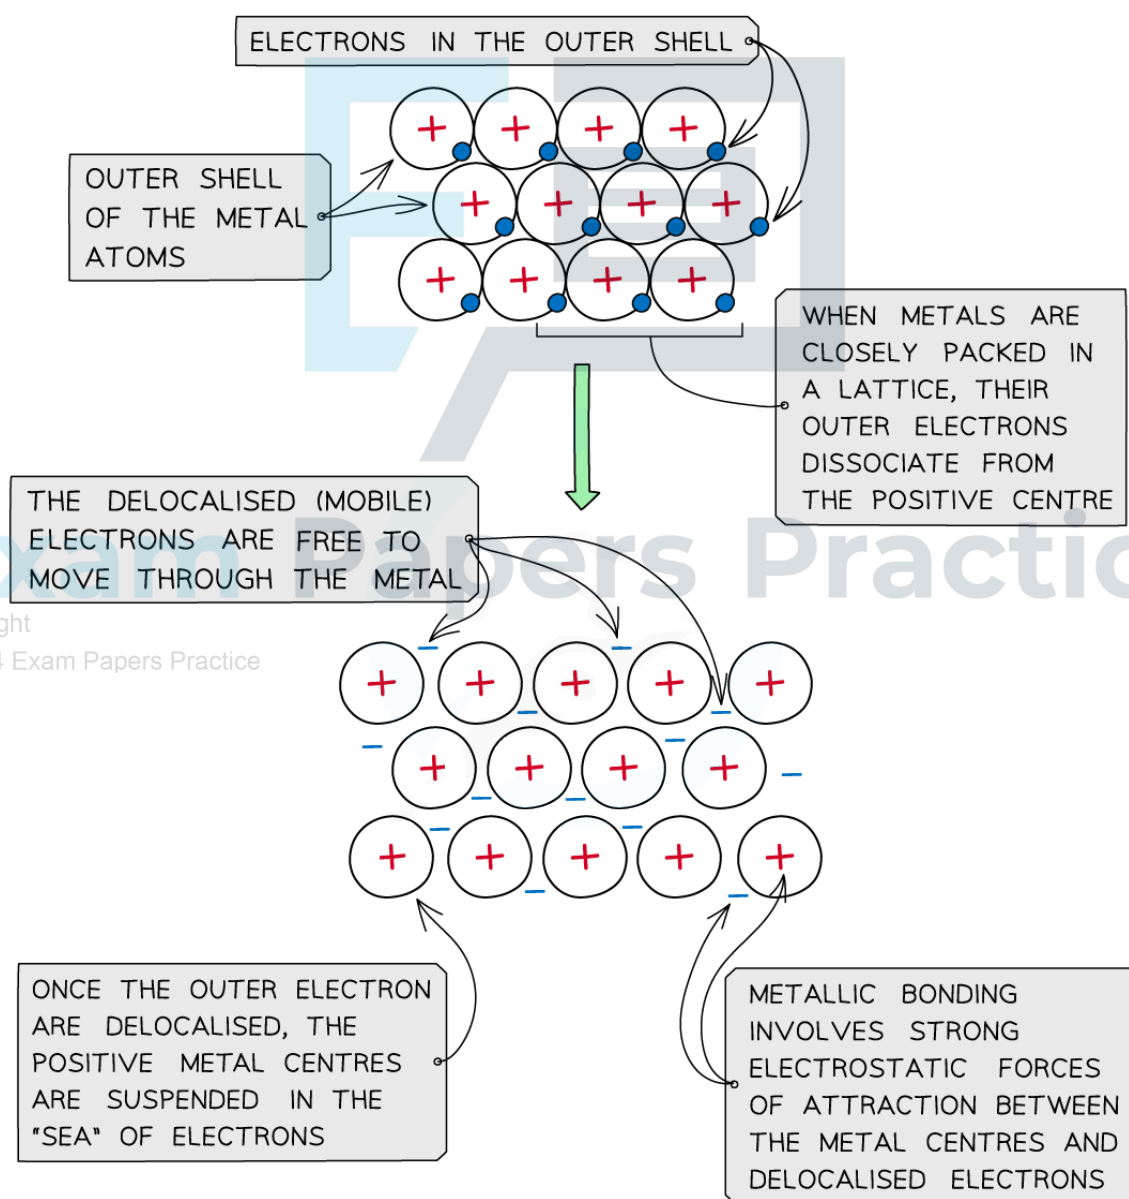 ELECTRONS IN THE OUTER SHELL
OUTER SHELL
OF THE METAL
ATOMS
WHEN METALS ARE
CLOSELY PACKED IN
A LATTICE, THEIR
OUTER ELECTRONS
DISSOCIATE FROM
THE POSITIVE CENTRE
THE DELOCALISED (MOBILE)
ELECTRONS ARE FREE TO
MOVE THROUGH THE METAL
Papers
Exam Papers Practice
ONCE THE OUTER ELECTRON
ARE DELOCALISED, THE
POSITIVE METAL CENTRES
ARE SUSPENDED IN THE
"SEA" OF ELECTRONS
METALLIC BONDING
INVOLVES STRONG
ELECTROSTATIC FORCES
OF ATTRACTION BETWEEN
THE METAL CENTRES AND
DELOCALISED ELECTRONS